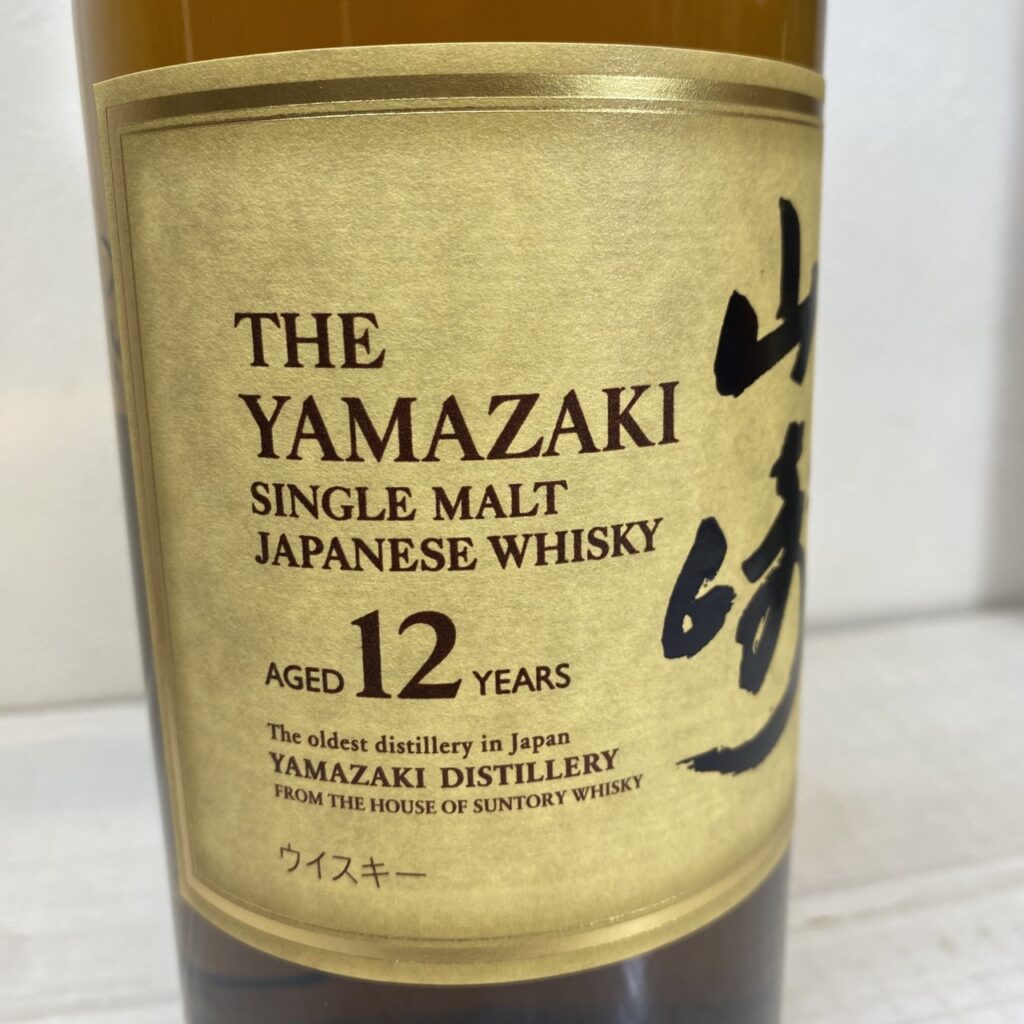 THE
YAMAZAKI
SINGLE MALT
JAPANESE WHISKY
AGED 12 YEARS
The oldest distillery in Japan
YAMAZAKI DISTILLERY
FROM THE HOUSE OF SUNTORY WHISKY
ウイスキー
山崎